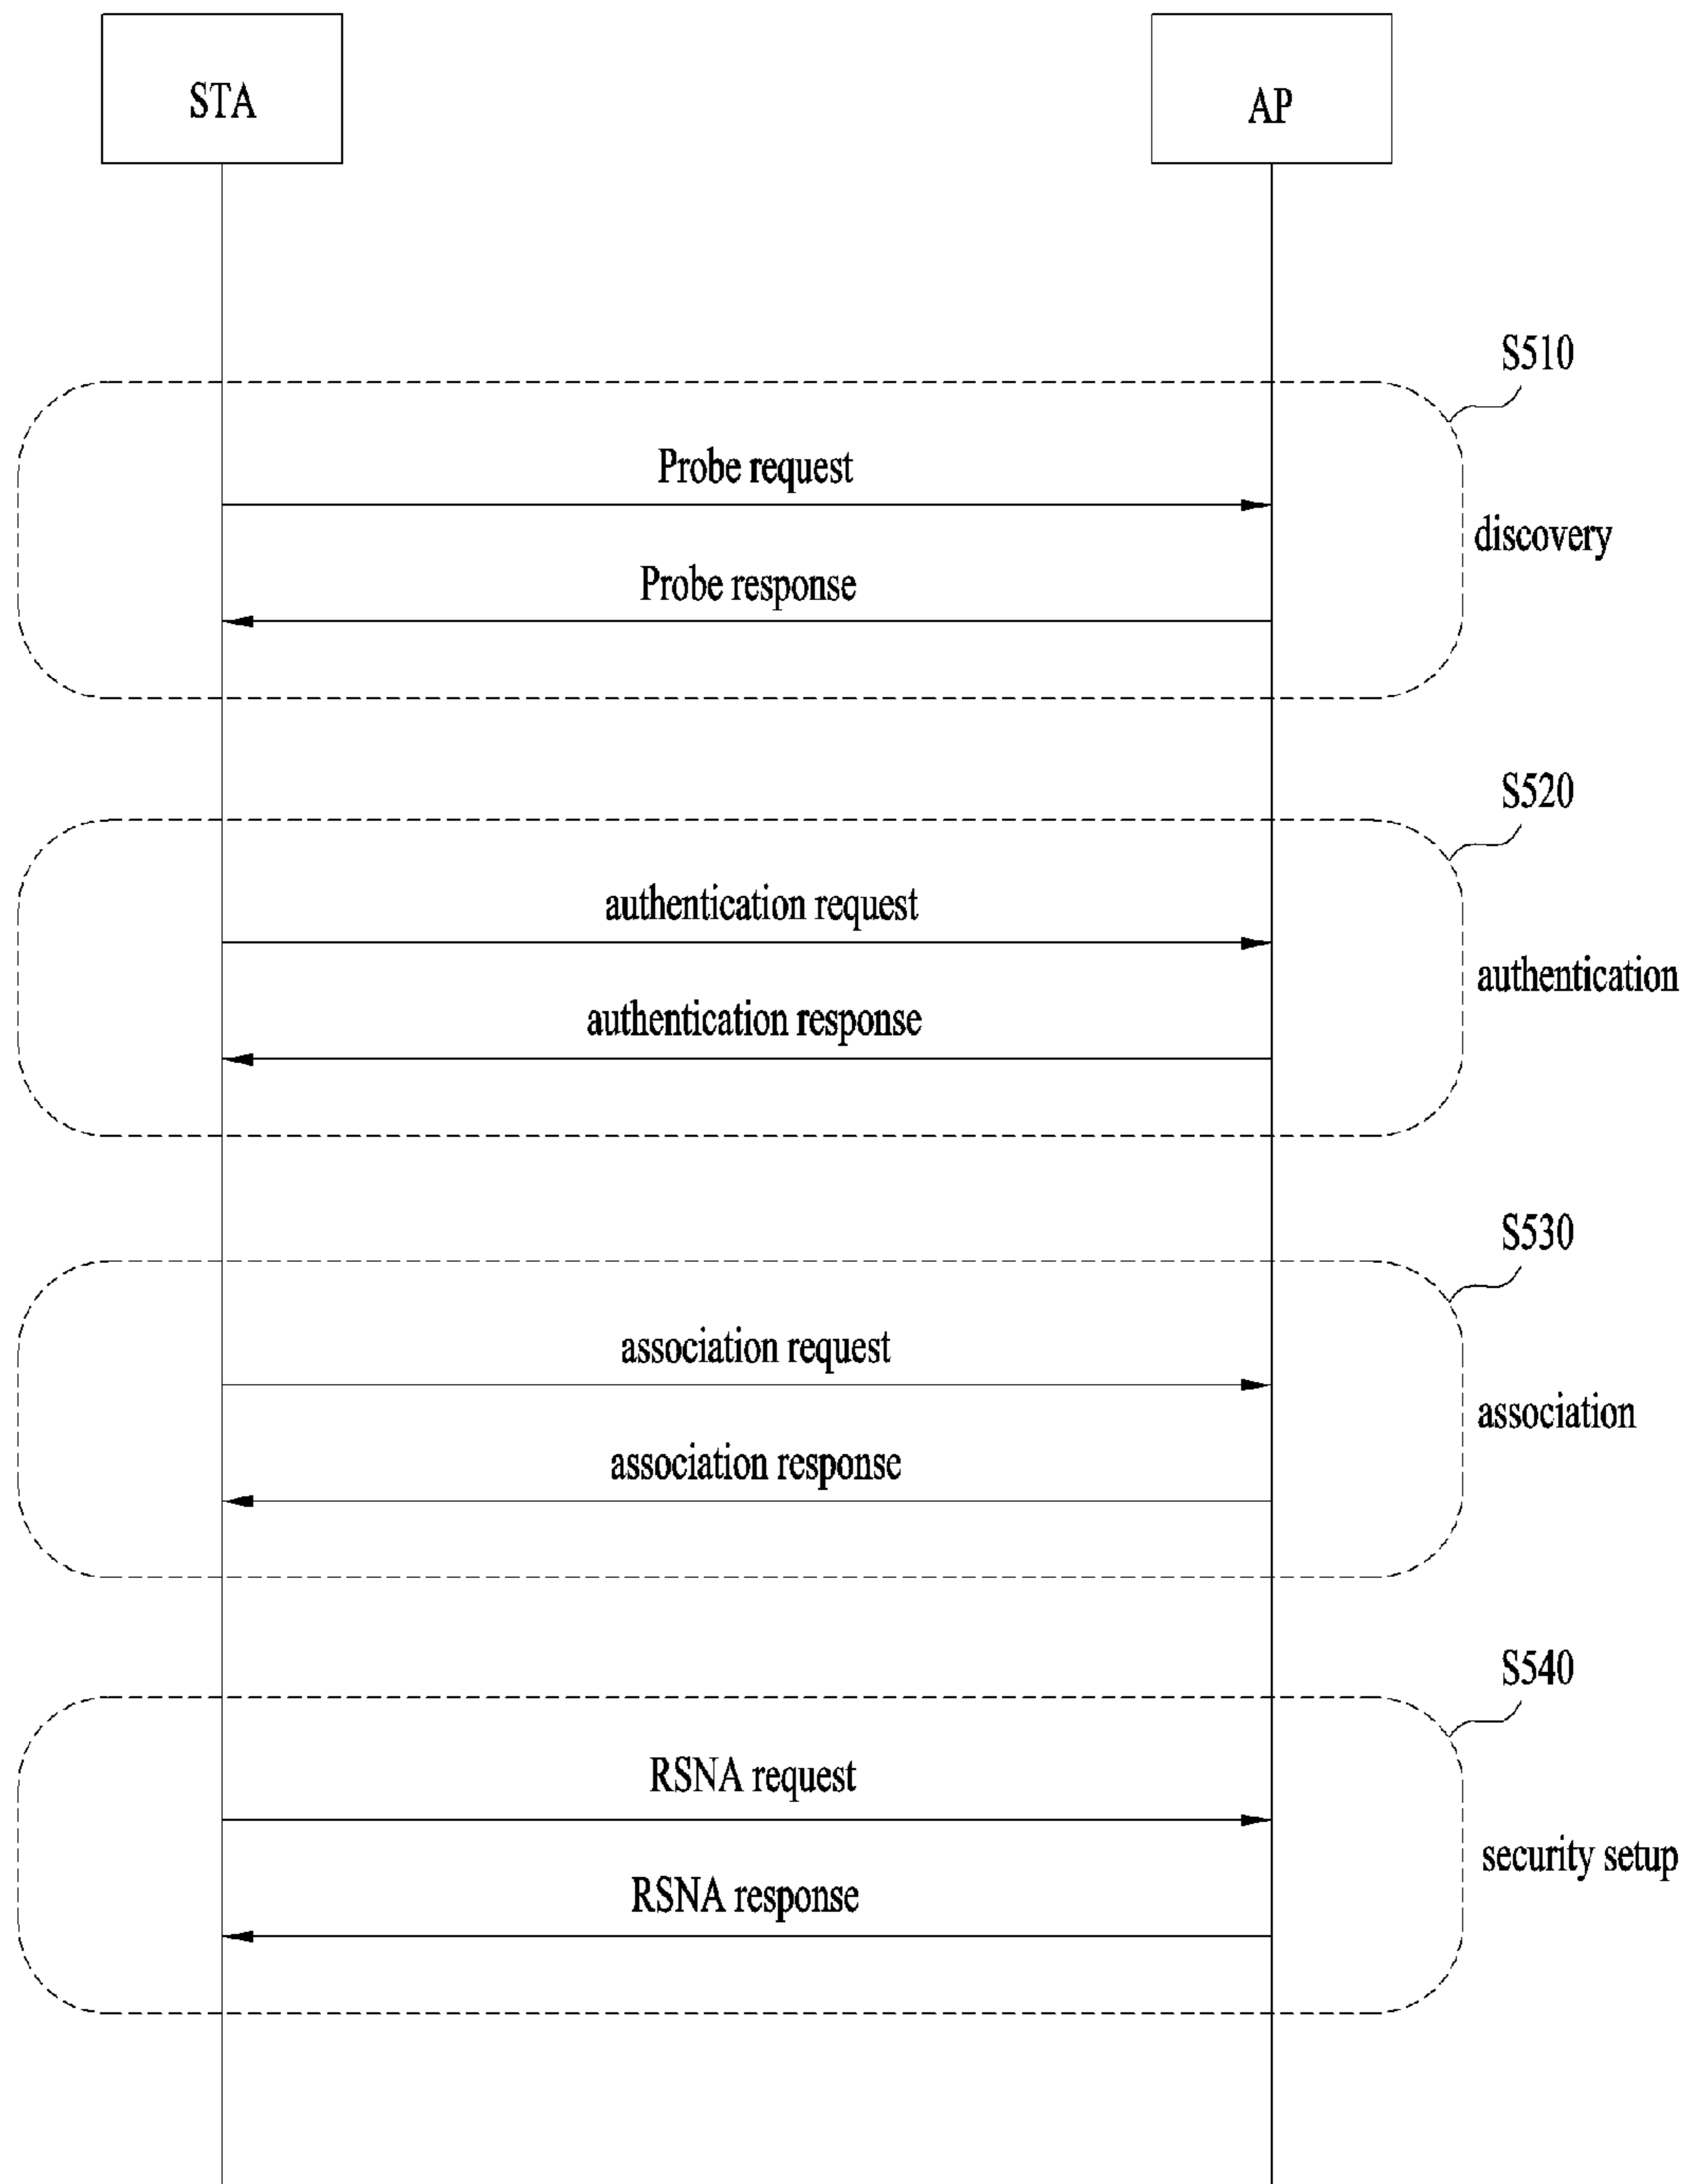 STA
AP
S510
Probe request
discovery
Probe response
S520
authentication request
authentication
authentication response
S530
association request
association
association response
S540
RSNA request
security setup
RSNA response